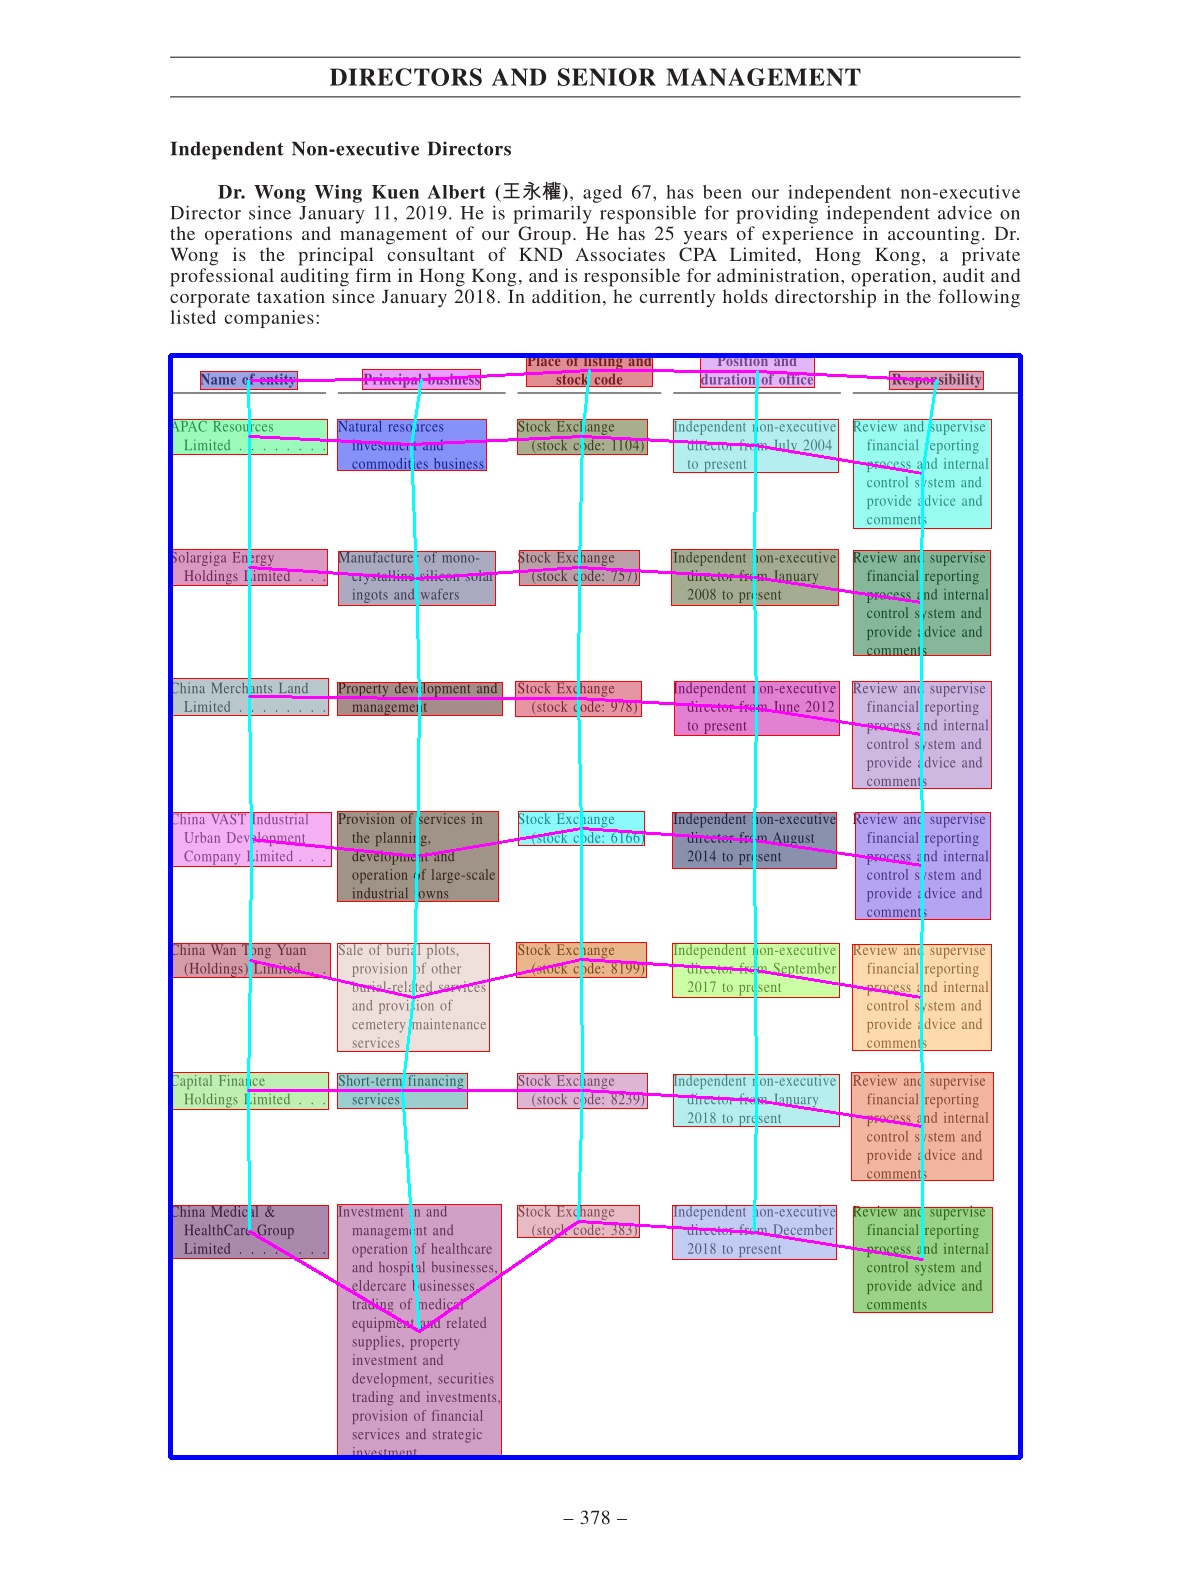 DIRECTORS AND SENIOR MANAGEMENT
Independent Non-executive Directors
Dr. Wong Wing Kuen Albert (王永權), aged 67, has been our independent non-executive
Director since January 11, 2019. He is primarily responsible for providing independent advice on
the operations and management of our Group. He has 25 years of experience in accounting. Dr.
Wong is the principal consultant of KND Associates CPA Limited, Hong Kong, a private
professional auditing firm in Hong Kong, and is responsible for administration, operation, audit and
corporate taxation since January 2018. In addition, he currently holds directorship in the following
listed companies:
Name of entity
Principal business
Place of listing and
stock code
Position and
duration of office
Responsibility
APAC Resources
Limited . . . . . . . .
Natural resources
investment and
commodities business
Stock Exchange
(stock code: 1104)
Independent non-executive
director from July 2004
to present
Review and supervise
financial reporting
process and internal
control system and
provide advice and
comments
Solargiga Energy
Holdings Limited . . .
Manufacturer of mono-
crystalline silicon solar
ingots and wafers
Stock Exchange
(stock code: 757)
Independent non-executive
director from January
2008 to present
Review and supervise
financial reporting
process and internal
control system and
provide advice and
comments
China Merchants Land
Limited . . . . . . . .
Property development and
management
Stock Exchange
(stock code: 978)
Independent non-executive
director from June 2012
to present
Review and supervise
financial reporting
process and internal
control system and
provide advice and
comments
China VAST Industrial
Urban Development
Company Limited . . .
Provision of services in
the planning,
development and
operation of large-scale
industrial towns
Stock Exchange
(stock code: 6166)
Independent non-executive
director from August
2014 to present
Review and supervise
financial reporting
process and internal
control system and
provide advice and
comments
China Wan Tong Yuan
(Holdings) Limited . .
Sale of burial plots,
provision of other
burial-related services
and provision of
cemetery maintenance
services
Stock Exchange
(stock code: 8199)
Independent non-executive
director from September
2017 to present
Review and supervise
financial reporting
process and internal
control system and
provide advice and
comments
Capital Finance
Holdings Limited . . .
Short-term financing
services
Stock Exchange
(stock code: 8239)
Independent non-executive
director from January
2018 to present
Review and supervise
financial reporting
process and internal
control system and
provide advice and
comments
China Medical &
HealthCare Group
Limited . . . . . . . .
Investment in and
management and
operation of healthcare
and hospital businesses,
eldercare businesses,
trading of medical
equipment and related
supplies, property
investment and
development, securities
trading and investments,
provision of financial
services and strategic
investment
Stock Exchange
(stock code: 383)
Independent non-executive
director from December
2018 to present
Review and supervise
financial reporting
process and internal
control system and
provide advice and
comments
– 378 –